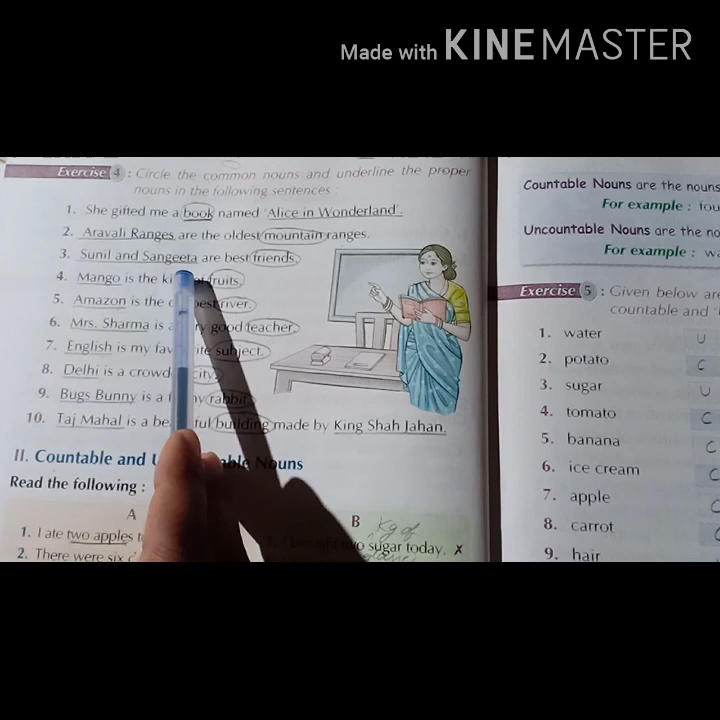 Made with KINEMASTER
Exercise 4 : Circle the common nouns and underline the proper
nouns in the following sentences :
1. She gifted me a book named 'Alice in Wonderland'.
2. Aravali Ranges are the oldest mountain ranges.
3. Sunil and Sangeeta are best friends.
4. Mango is the of fruits.
5. Amazon is the river.
6. Mrs. Sharma is a good teacher.
7. English is my subject.
8. Delhi is a city.
9. Bugs Bunny is a rabbit.
10. Taj Mahal is a building made by King Shah Jahan.
II. Countable and Nouns
Read the following :
A
B
kg of
1. I ate two apples
sugar today. ✗
2. There were six
Countable Nouns are the nouns
For example :
Uncountable Nouns are the
For example :
Exercise 5 : Given below are
countable and
1. water U
2. potato C
3. sugar U
4. tomato C
5. banana C
6. ice cream C
7. apple
8. carrot
9. hair